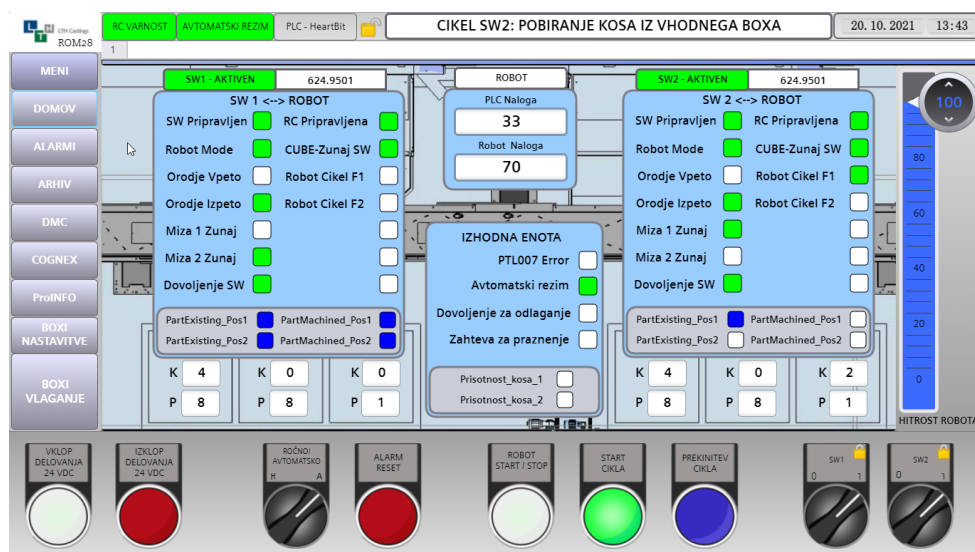 LTH Castings
ROM28
RC VARNOST
AVTOMATSKI REZIM
PLC - HeartBit
CIKEL SW2: POBIRANJE KOSA IZ VHODNEGA BOXA
20. 10. 2021 13:43
1
MENI
DOMOV
ALARMI
ARHIV
DMC
COGNEX
ProINFO
BOXI
NASTAVITVE
BOXI
VLAGANJE
SW1 - AKTIVEN
624.9501
SW 1 <--> ROBOT
SW Pripravljen
RC Pripravljena
Robot Mode
CUBE-Zunaj SW
Orodje Vpeto
Robot Cikel F1
Orodje Izpeto
Robot Cikel F2
Miza 1 Zunaj
Miza 2 Zunaj
Dovoljenje SW
PartExisting_Pos1
PartMachined_Pos1
PartExisting_Pos2
PartMachined_Pos2
K 4
K 0
K 0
P 8
P 8
P 1
ROBOT
PLC Naloga
33
Robot Naloga
70
IZHODNA ENOTA
PTL007 Error
Avtomatski rezim
Dovoljenje za odlaganje
Zahteva za praznenje
Prisotnost_kosa_1
Prisotnost_kosa_2
SW2 - AKTIVEN
624.9501
SW 2 <--> ROBOT
SW Pripravljen
RC Pripravljena
Robot Mode
CUBE-Zunaj SW
Orodje Vpeto
Robot Cikel F1
Orodje Izpeto
Robot Cikel F2
Miza 1 Zunaj
Miza 2 Zunaj
Dovoljenje SW
PartExisting_Pos1
PartMachined_Pos1
PartExisting_Pos2
PartMachined_Pos2
K 4
K 0
K 2
P 8
P 8
P 1
100
80
60
40
20
0
HITROST ROBOTA
VKLOP
DELOVANJA
24 VDC
IZKLOP
DELOVANJA
24 VDC
ROČNO/
AVTOMATSKO
H A
ALARM
RESET
ROBOT
START / STOP
START
CIKLA
PREKINITEV
CIKLA
SW1
0 1
SW2
0 1